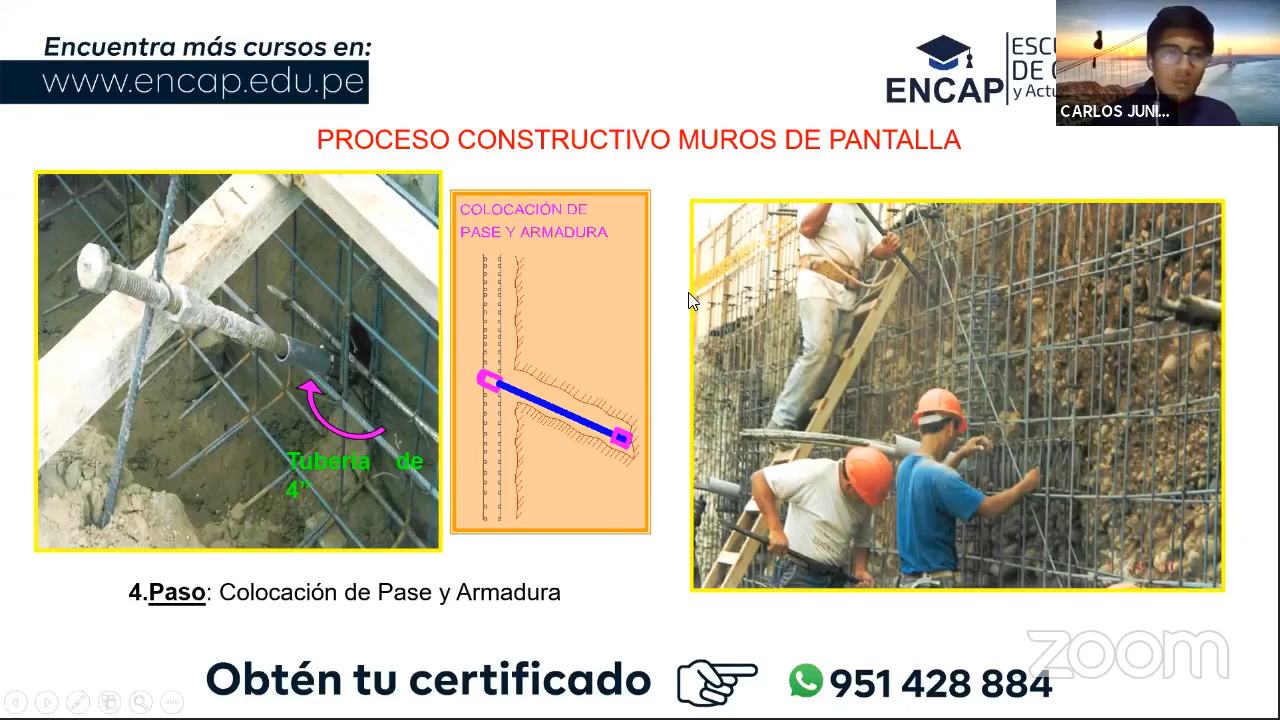 Encuentra más cursos en:
www.encap.edu.pe
ENCAP
ESCU
DE C
y Actu
CARLOS JUNI...
PROCESO CONSTRUCTIVO MUROS DE PANTALLA
COLOCACIÓN DE
PASE Y ARMADURA
Tubería de
4”
4.Paso: Colocación de Pase y Armadura
zoom
Obtén tu certificado
951 428 884